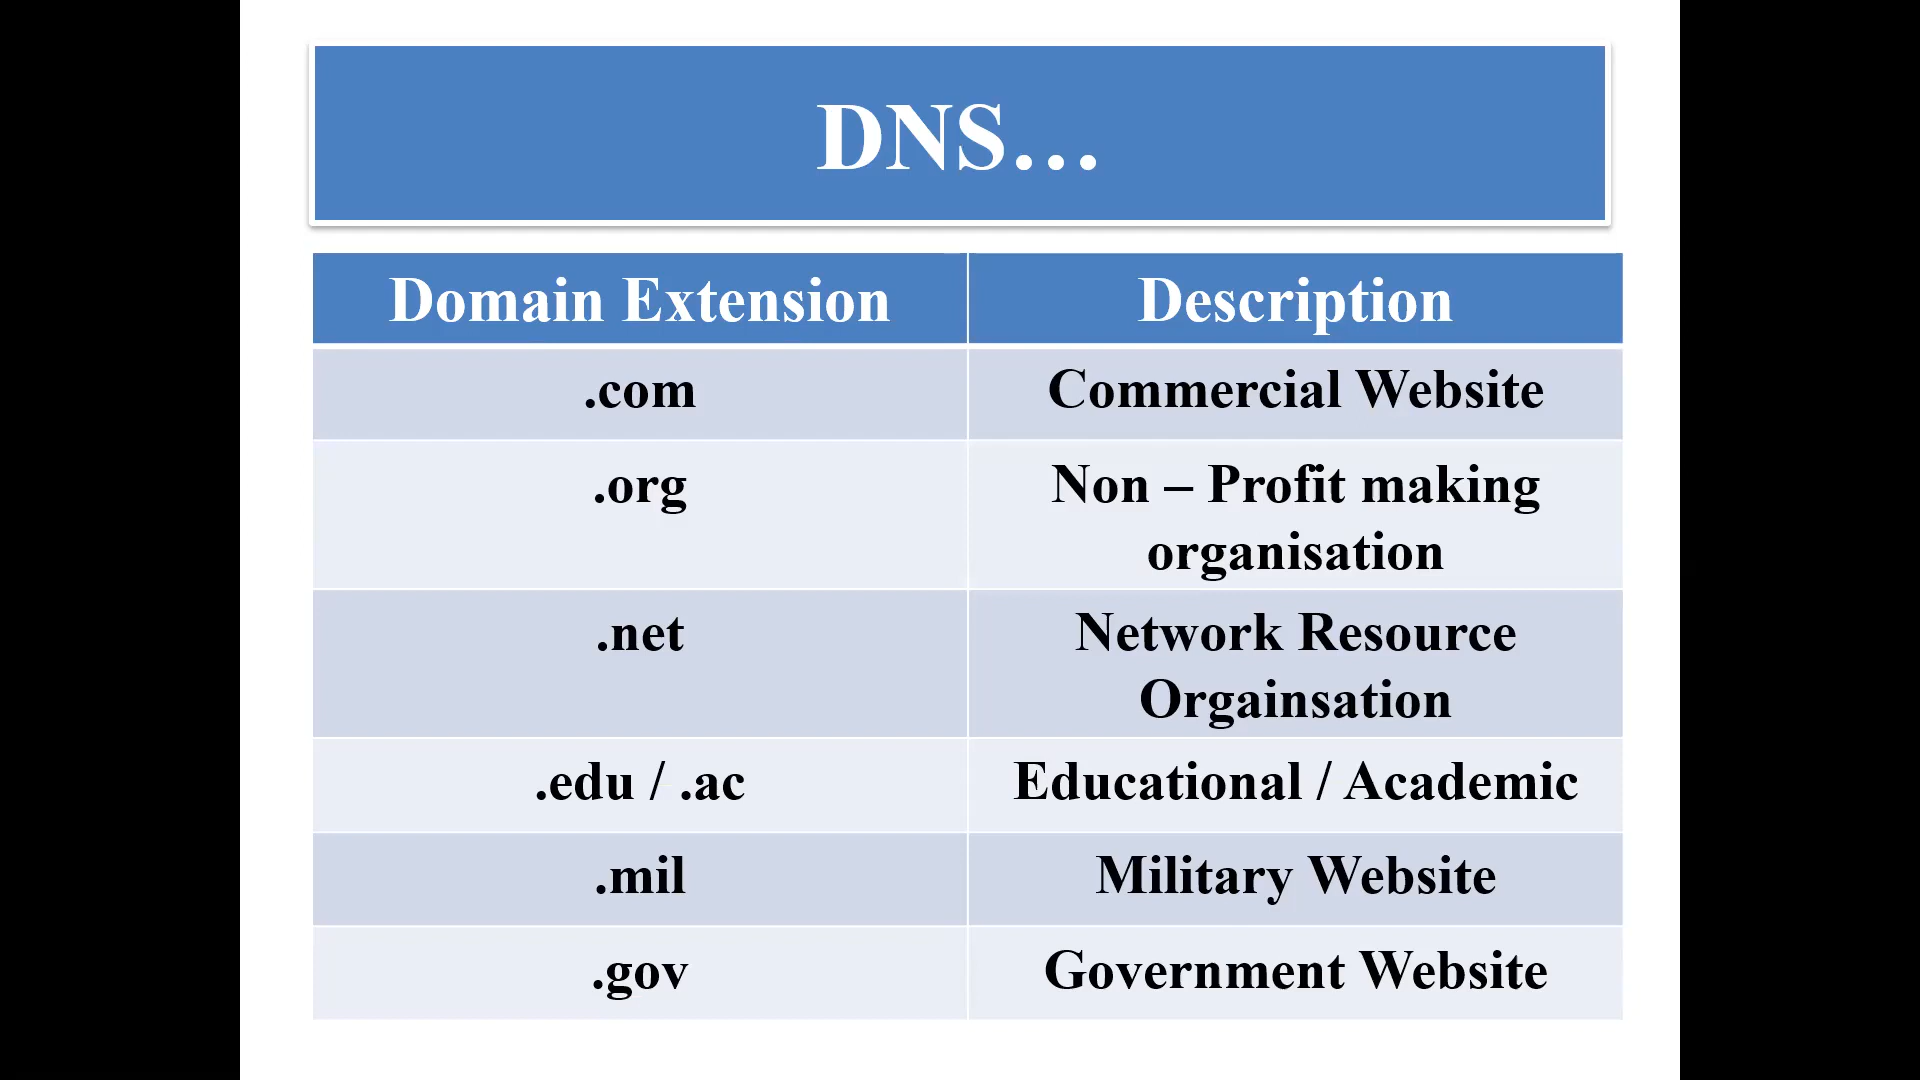 DNS…
Domain Extension Description
.com Commercial Website
.org Non – Profit making
organisation
.net Network Resource
Orgainsation
.edu / .ac Educational / Academic
.mil Military Website
.gov Government Website